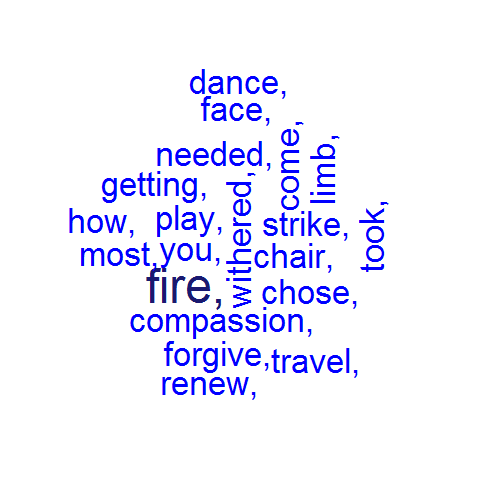 dance,
face,
come,
limb,
needed,
getting,
withered,
how,
play,
strike,
took,
most,
you,
chair,
fire,
chose,
compassion,
forgive,
travel,
renew,